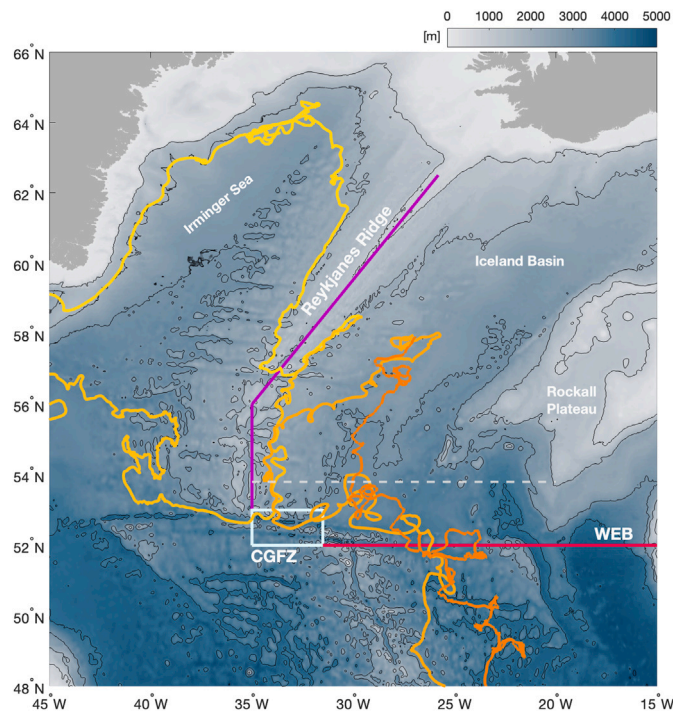 0 1000 2000 3000 4000 5000
[m]
66°N
64°N
62°N
60°N
58°N
56°N
54°N
52°N
50°N
48°N
Irminger Sea
Reykjanes Ridge
Iceland Basin
Rockall
Plateau
WEB
CGFZ
45 W 40°W 35°W 30°W 25°W 20°W 15 W